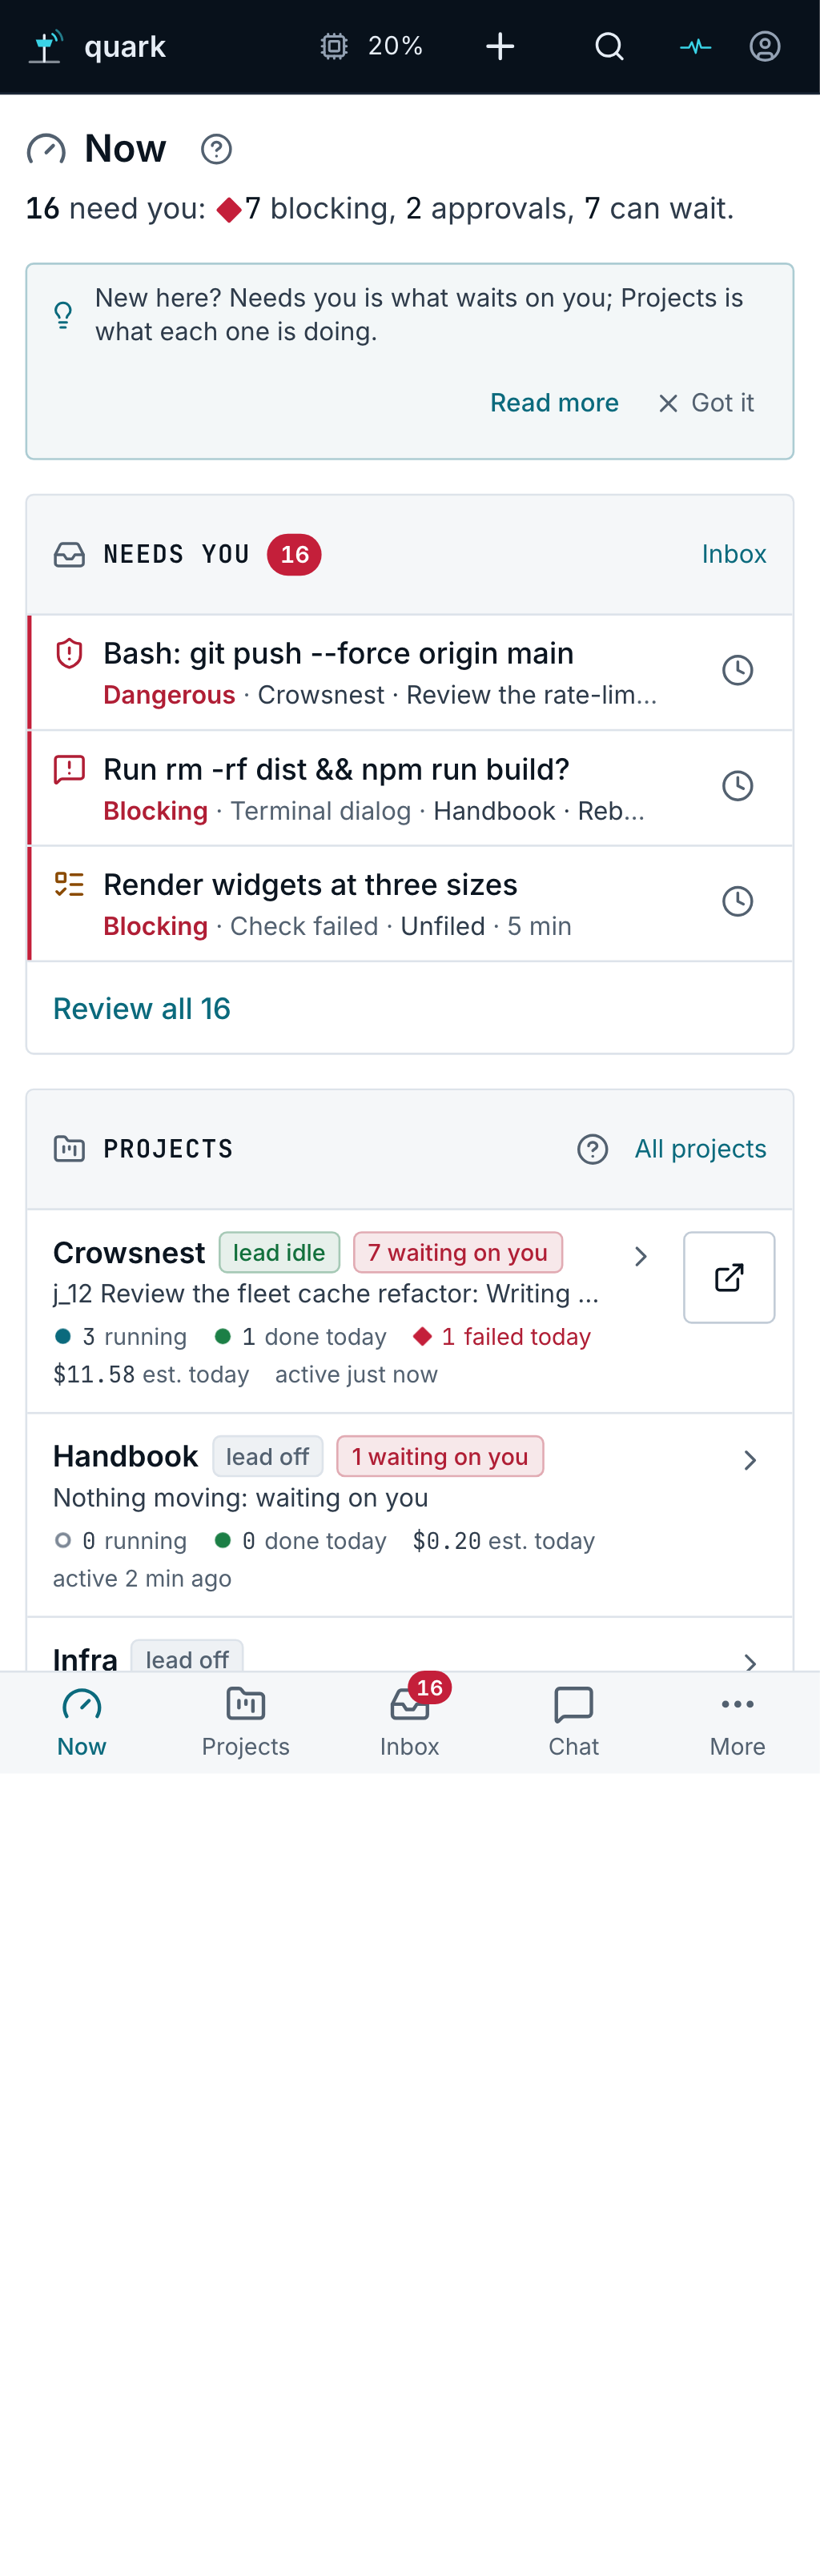 quark
20%
Now
16 need you: 7 blocking, 2 approvals, 7 can wait.
New here? Needs you is what waits on you; Projects is
what each one is doing.
Read more
Got it
NEEDS YOU 16
Inbox
Bash: git push --force origin main
Dangerous · Crowsnest · Review the rate-lim...
Run rm -rf dist && npm run build?
Blocking · Terminal dialog · Handbook · Reb...
Render widgets at three sizes
Blocking · Check failed · Unfiled · 5 min
Review all 16
PROJECTS
All projects
Crowsnest lead idle 7 waiting on you
j_12 Review the fleet cache refactor: Writing ...
3 running 1 done today 1 failed today
$11.58 est. today active just now
Handbook lead off 1 waiting on you
Nothing moving: waiting on you
0 running 0 done today $0.20 est. today
active 2 min ago
Infra lead off
16
Now Projects Inbox Chat More